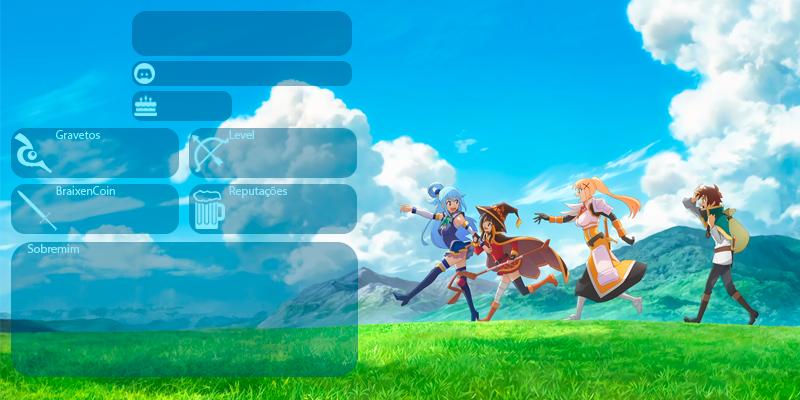 Gravetos
Level
BraixenCoin
Reputações
Sobremim